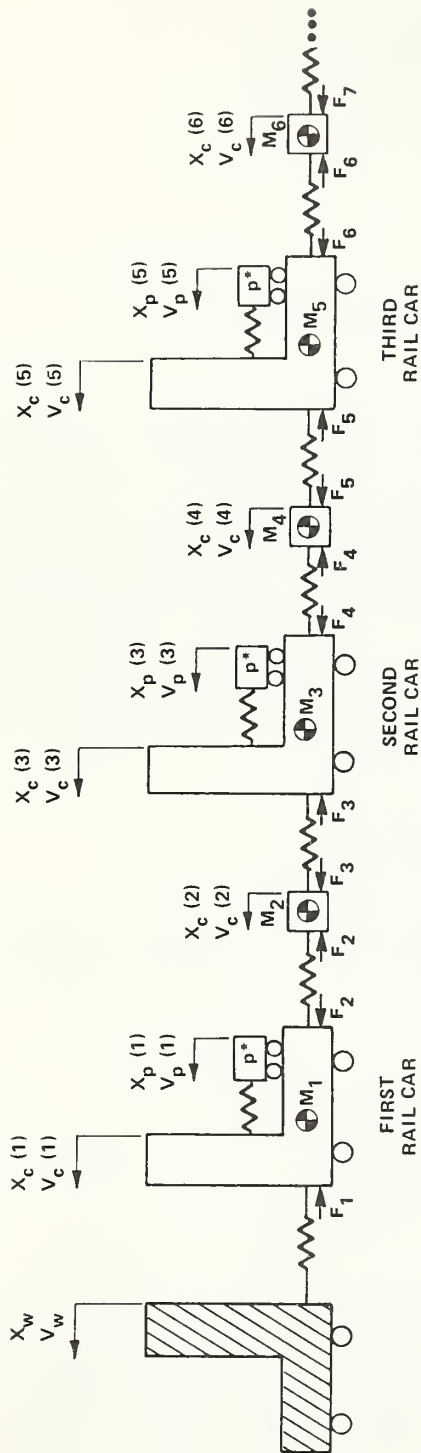 X_w
V_w
X_c (1)
V_c (1)
X_p (1)
V_p (1)
p*
M_1
F_1
F_2
FIRST
RAIL CAR
X_c (2)
V_c (2)
M_2
F_2
F_3
X_c (3)
V_c (3)
X_p (3)
V_p (3)
p*
M_3
F_3
F_4
SECOND
RAIL CAR
X_c (4)
V_c (4)
M_4
F_4
F_5
X_c (5)
V_c (5)
X_p (5)
V_p (5)
p*
M_5
F_5
F_6
THIRD
RAIL CAR
X_c (6)
V_c (6)
M_6
F_6
F_7
•••